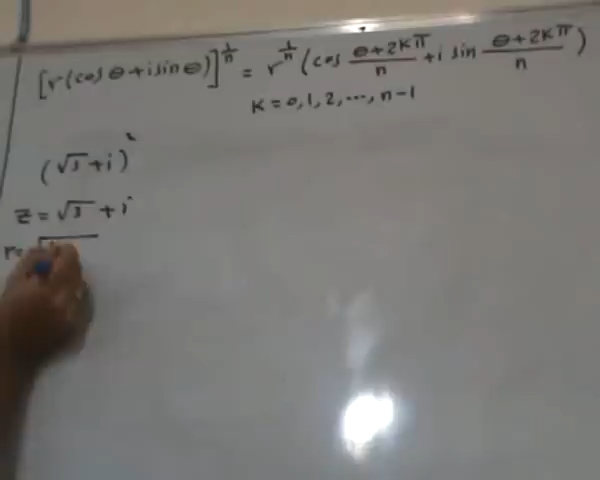 [r(cos θ + i sin θ)]^(1/n) = r^(1/n) (cos (θ+2Kπ)/n + i sin (θ+2Kπ)/n)
K = 0, 1, 2, ..., n-1
(√3 + i)
z = √3 + i
r = √